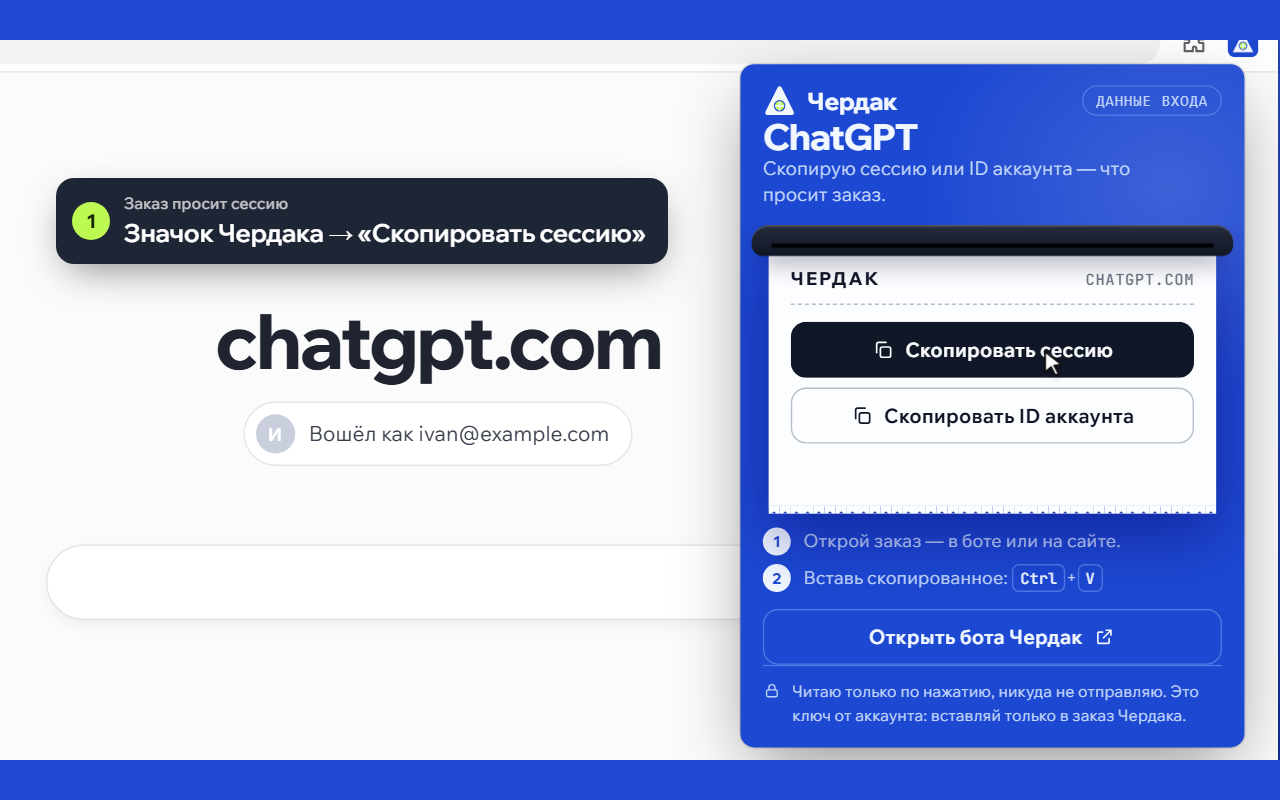 1
Заказ просит сессию
Значок Чердака → «Скопировать сессию»
chatgpt.com
И
Вошёл как ivan@example.com
Чердак
ДАННЫЕ ВХОДА
ChatGPT
Скопирую сессию или ID аккаунта — что
просит заказ.
ЧЕРДАК
CHATGPT.COM
Скопировать сессию
Скопировать ID аккаунта
1 Открой заказ — в боте или на сайте.
2 Вставь скопированное: Ctrl + V
Открыть бота Чердак
Читаю только по нажатию, никуда не отправляю. Это
ключ от аккаунта: вставляй только в заказ Чердака.